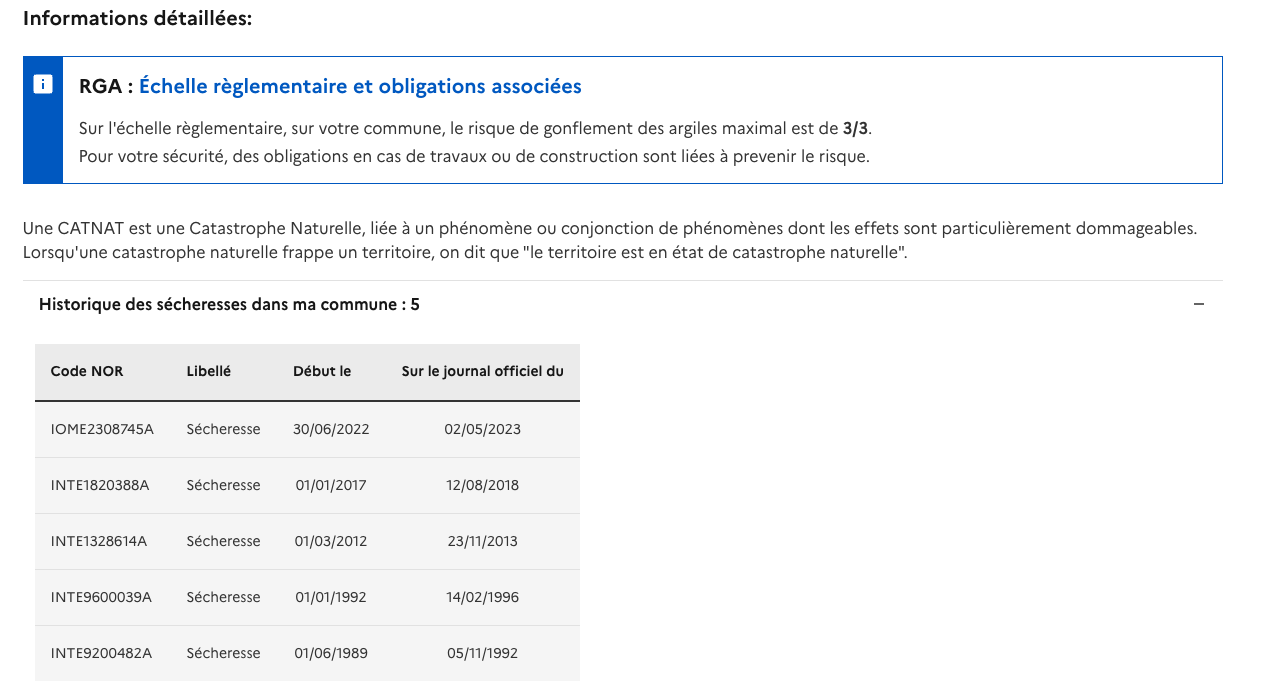 Informations détaillées:
RGA : Échelle règlementaire et obligations associées
Sur l'échelle règlementaire, sur votre commune, le risque de gonflement des argiles maximal est de 3/3.
Pour votre sécurité, des obligations en cas de travaux ou de construction sont liées à prevenir le risque.
Une CATNAT est une Catastrophe Naturelle, liée à un phénomène ou conjonction de phénomènes dont les effets sont particulièrement dommageables.
Lorsqu'une catastrophe naturelle frappe un territoire, on dit que "le territoire est en état de catastrophe naturelle".
Historique des sécheresses dans ma commune : 5
Code NOR Libellé Début le Sur le journal officiel du
IOME2308745A Sécheresse 30/06/2022 02/05/2023
INTE1820388A Sécheresse 01/01/2017 12/08/2018
INTE1328614A Sécheresse 01/03/2012 23/11/2013
INTE9600039A Sécheresse 01/01/1992 14/02/1996
INTE9200482A Sécheresse 01/06/1989 05/11/1992